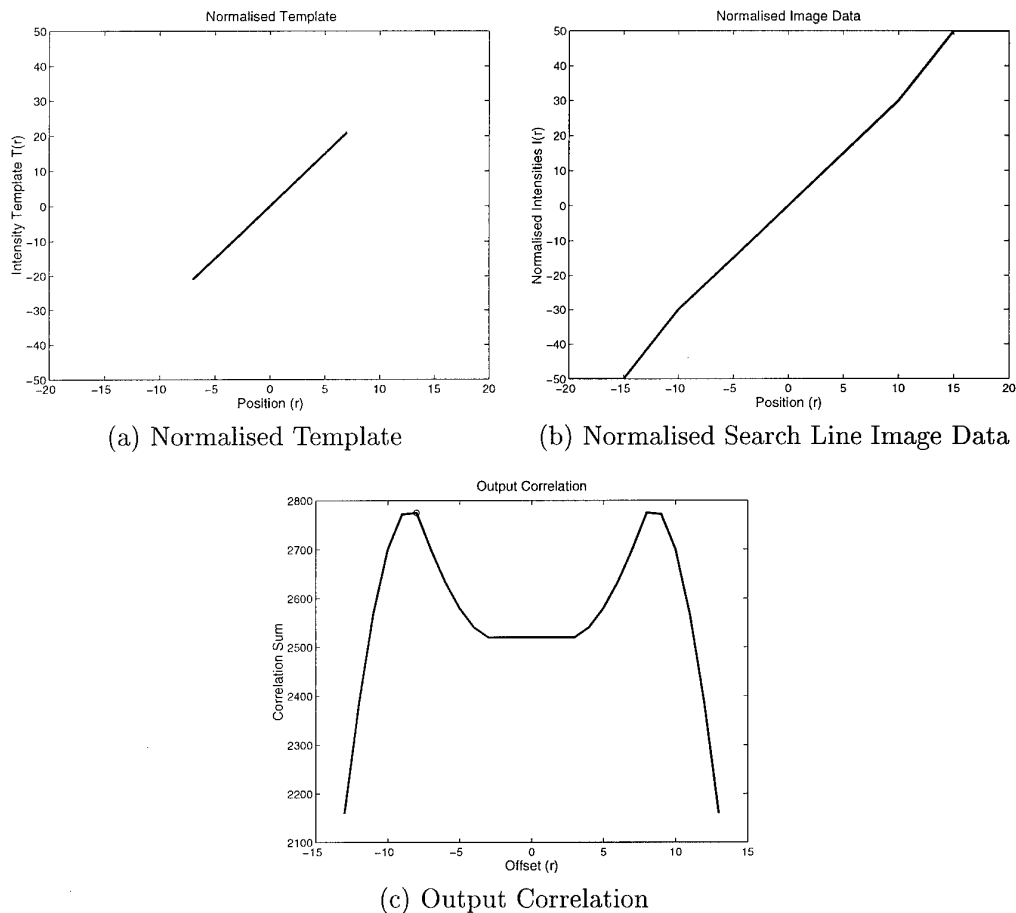 Normalised Template
50
40
30
20
10
0
−10
−20
−30
−40
−50
Intensity Template T(r)
−20 −15 −10 −5 0 5 10 15 20
Position (r)
(a) Normalised Template
Normalised Image Data
50
40
30
20
10
0
−10
−20
−30
−40
−50
Normalised Intensities I(r)
−20 −15 −10 −5 0 5 10 15 20
Position (r)
(b) Normalised Search Line Image Data
Output Correlation
2800
2700
2600
2500
2400
2300
2200
2100
Correlation Sum
−15 −10 −5 0 5 10 15
Offset (r)
(c) Output Correlation